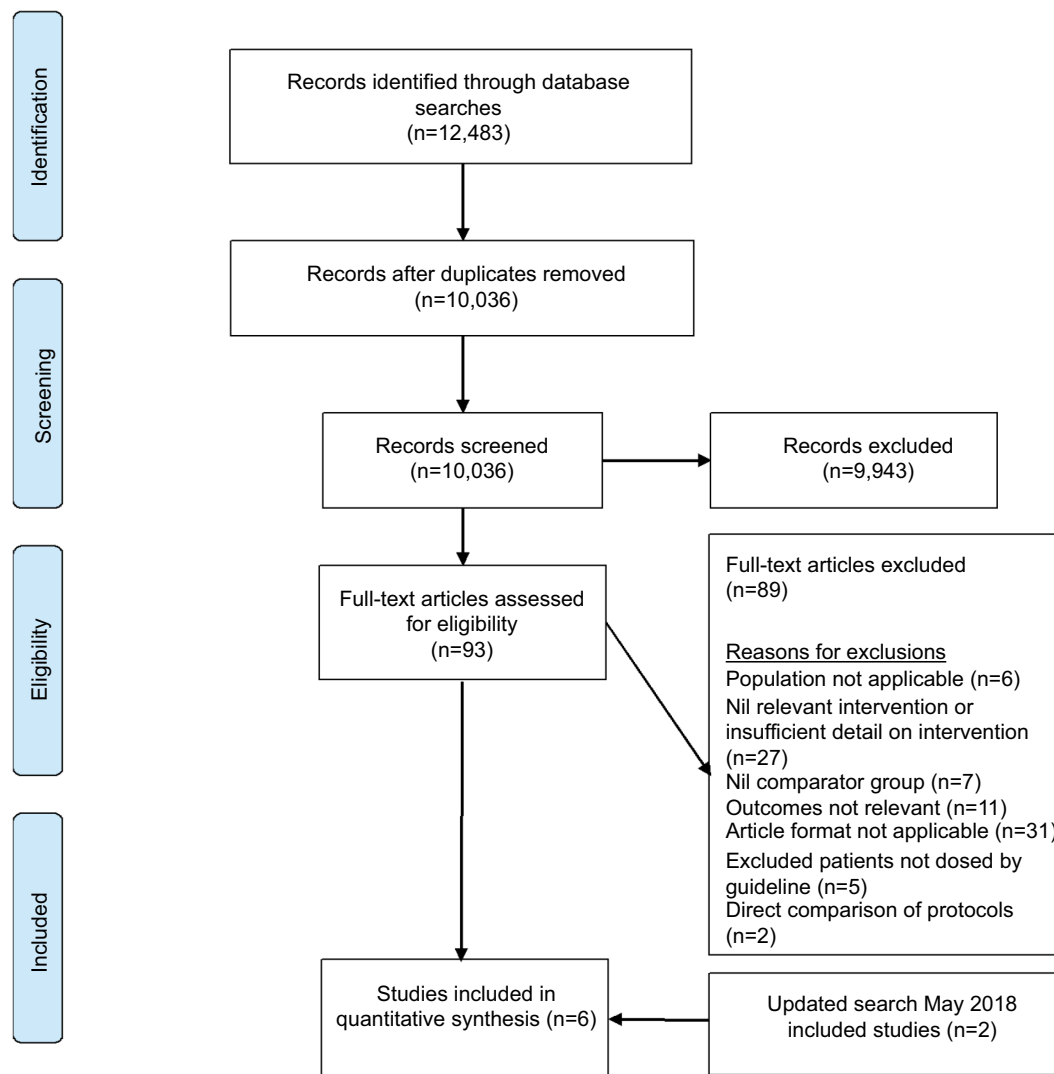 Identification
Records identified through database
searches
(n=12,483)
Records after duplicates removed
(n=10,036)
Screening
Records screened
(n=10,036)
Records excluded
(n=9,943)
Eligibility
Full-text articles assessed
for eligibility
(n=93)
Full-text articles excluded
(n=89)
Reasons for exclusions
Population not applicable (n=6)
Nil relevant intervention or
insufficient detail on intervention
(n=27)
Nil comparator group (n=7)
Outcomes not relevant (n=11)
Article format not applicable (n=31)
Excluded patients not dosed by
guideline (n=5)
Direct comparison of protocols
(n=2)
Included
Studies included in
quantitative synthesis (n=6)
Updated search May 2018
included studies (n=2)